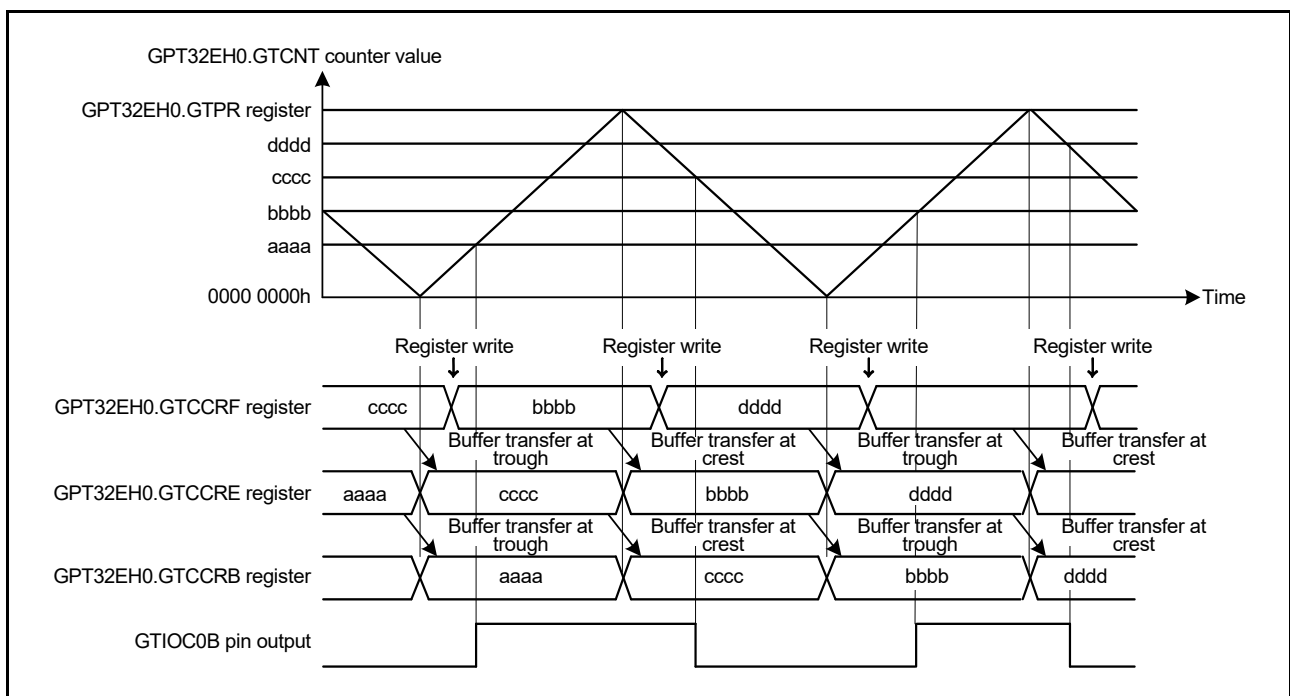 GPT32EH0.GTCNT counter value
GPT32EH0.GTPR register
dddd
cccc
bbbb
aaaa
0000 0000h
Time
Register write Register write Register write Register write
GPT32EH0.GTCCRF register cccc bbbb dddd
Buffer transfer at Buffer transfer at Buffer transfer at Buffer transfer at
trough crest trough crest
GPT32EH0.GTCCRE register aaaa cccc bbbb dddd
Buffer transfer at Buffer transfer at Buffer transfer at Buffer transfer at
trough crest trough crest
GPT32EH0.GTCCRB register aaaa cccc bbbb dddd
GTIOC0B pin output